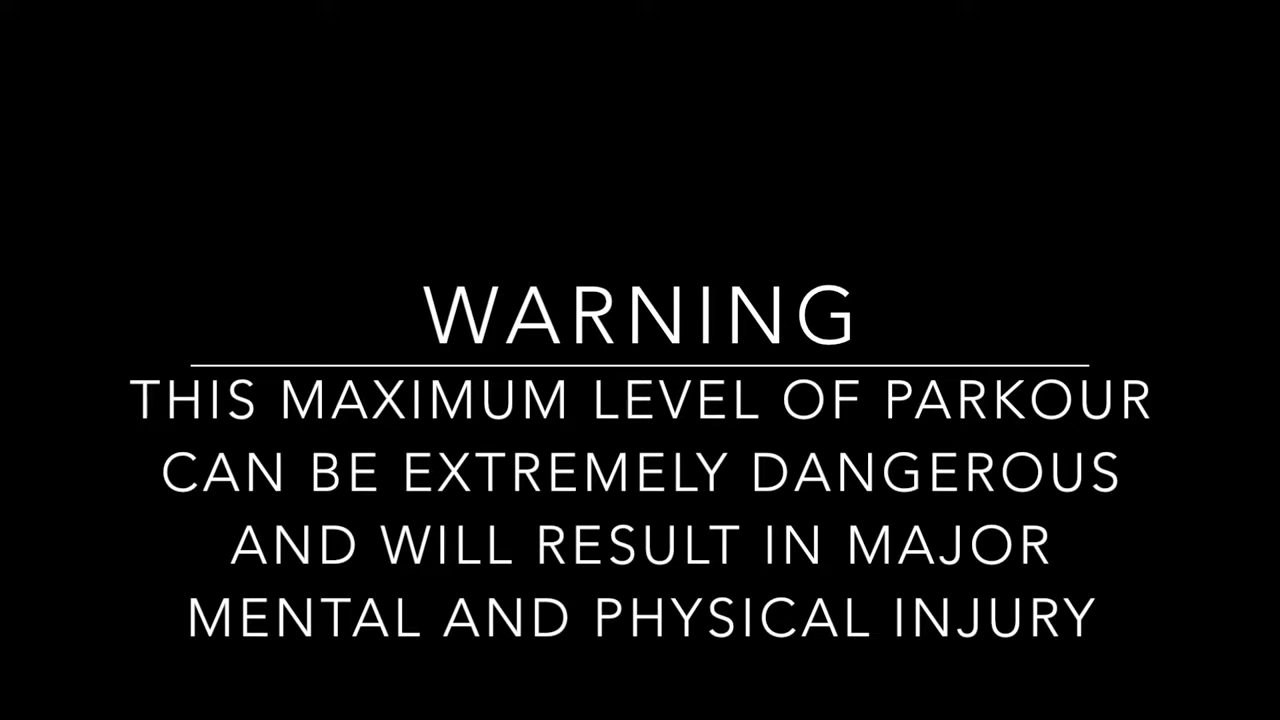 WARNING
THIS MAXIMUM LEVEL OF PARKOUR
CAN BE EXTREMELY DANGEROUS
AND WILL RESULT IN MAJOR
MENTAL AND PHYSICAL INJURY